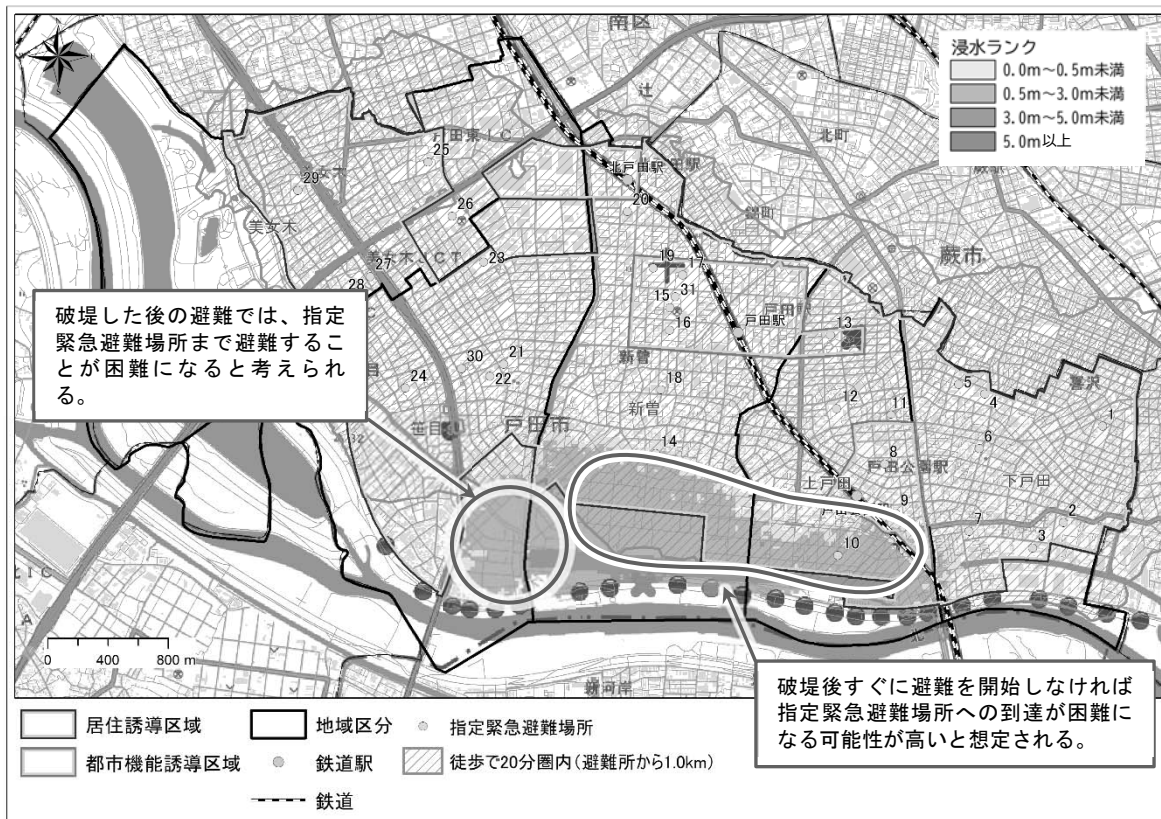 南区
浸水ランク
0.0m～0.5m未満
0.5m～3.0m未満
3.0m～5.0m未満
5.0m以上
辻
北町
戸田東JIC
25
北戸田駅
29
20
26
美女木
錦町
蕨市
美女木JCT
27
23
19
17
28
15
31
16
戸田駅
13
破堤した後の避難では、指定
緊急避難場所まで避難すること
が困難になると考えられ
る。
30
21
新曽
24
22
18
12
11
5
4
1
戸田市
新曽
笹目
14
6
8
戸田公園駅
上戸田
下戸田
9
2
7
3
10
0 400 800 m
新河岸
破堤後すぐに避難を開始しなければ
指定緊急避難場所への到達が困難に
なる可能性が高いと想定される。
居住誘導区域
地域区分
指定緊急避難場所
都市機能誘導区域
鉄道駅
徒歩で20分圏内（避難所から1.0km）
鉄道